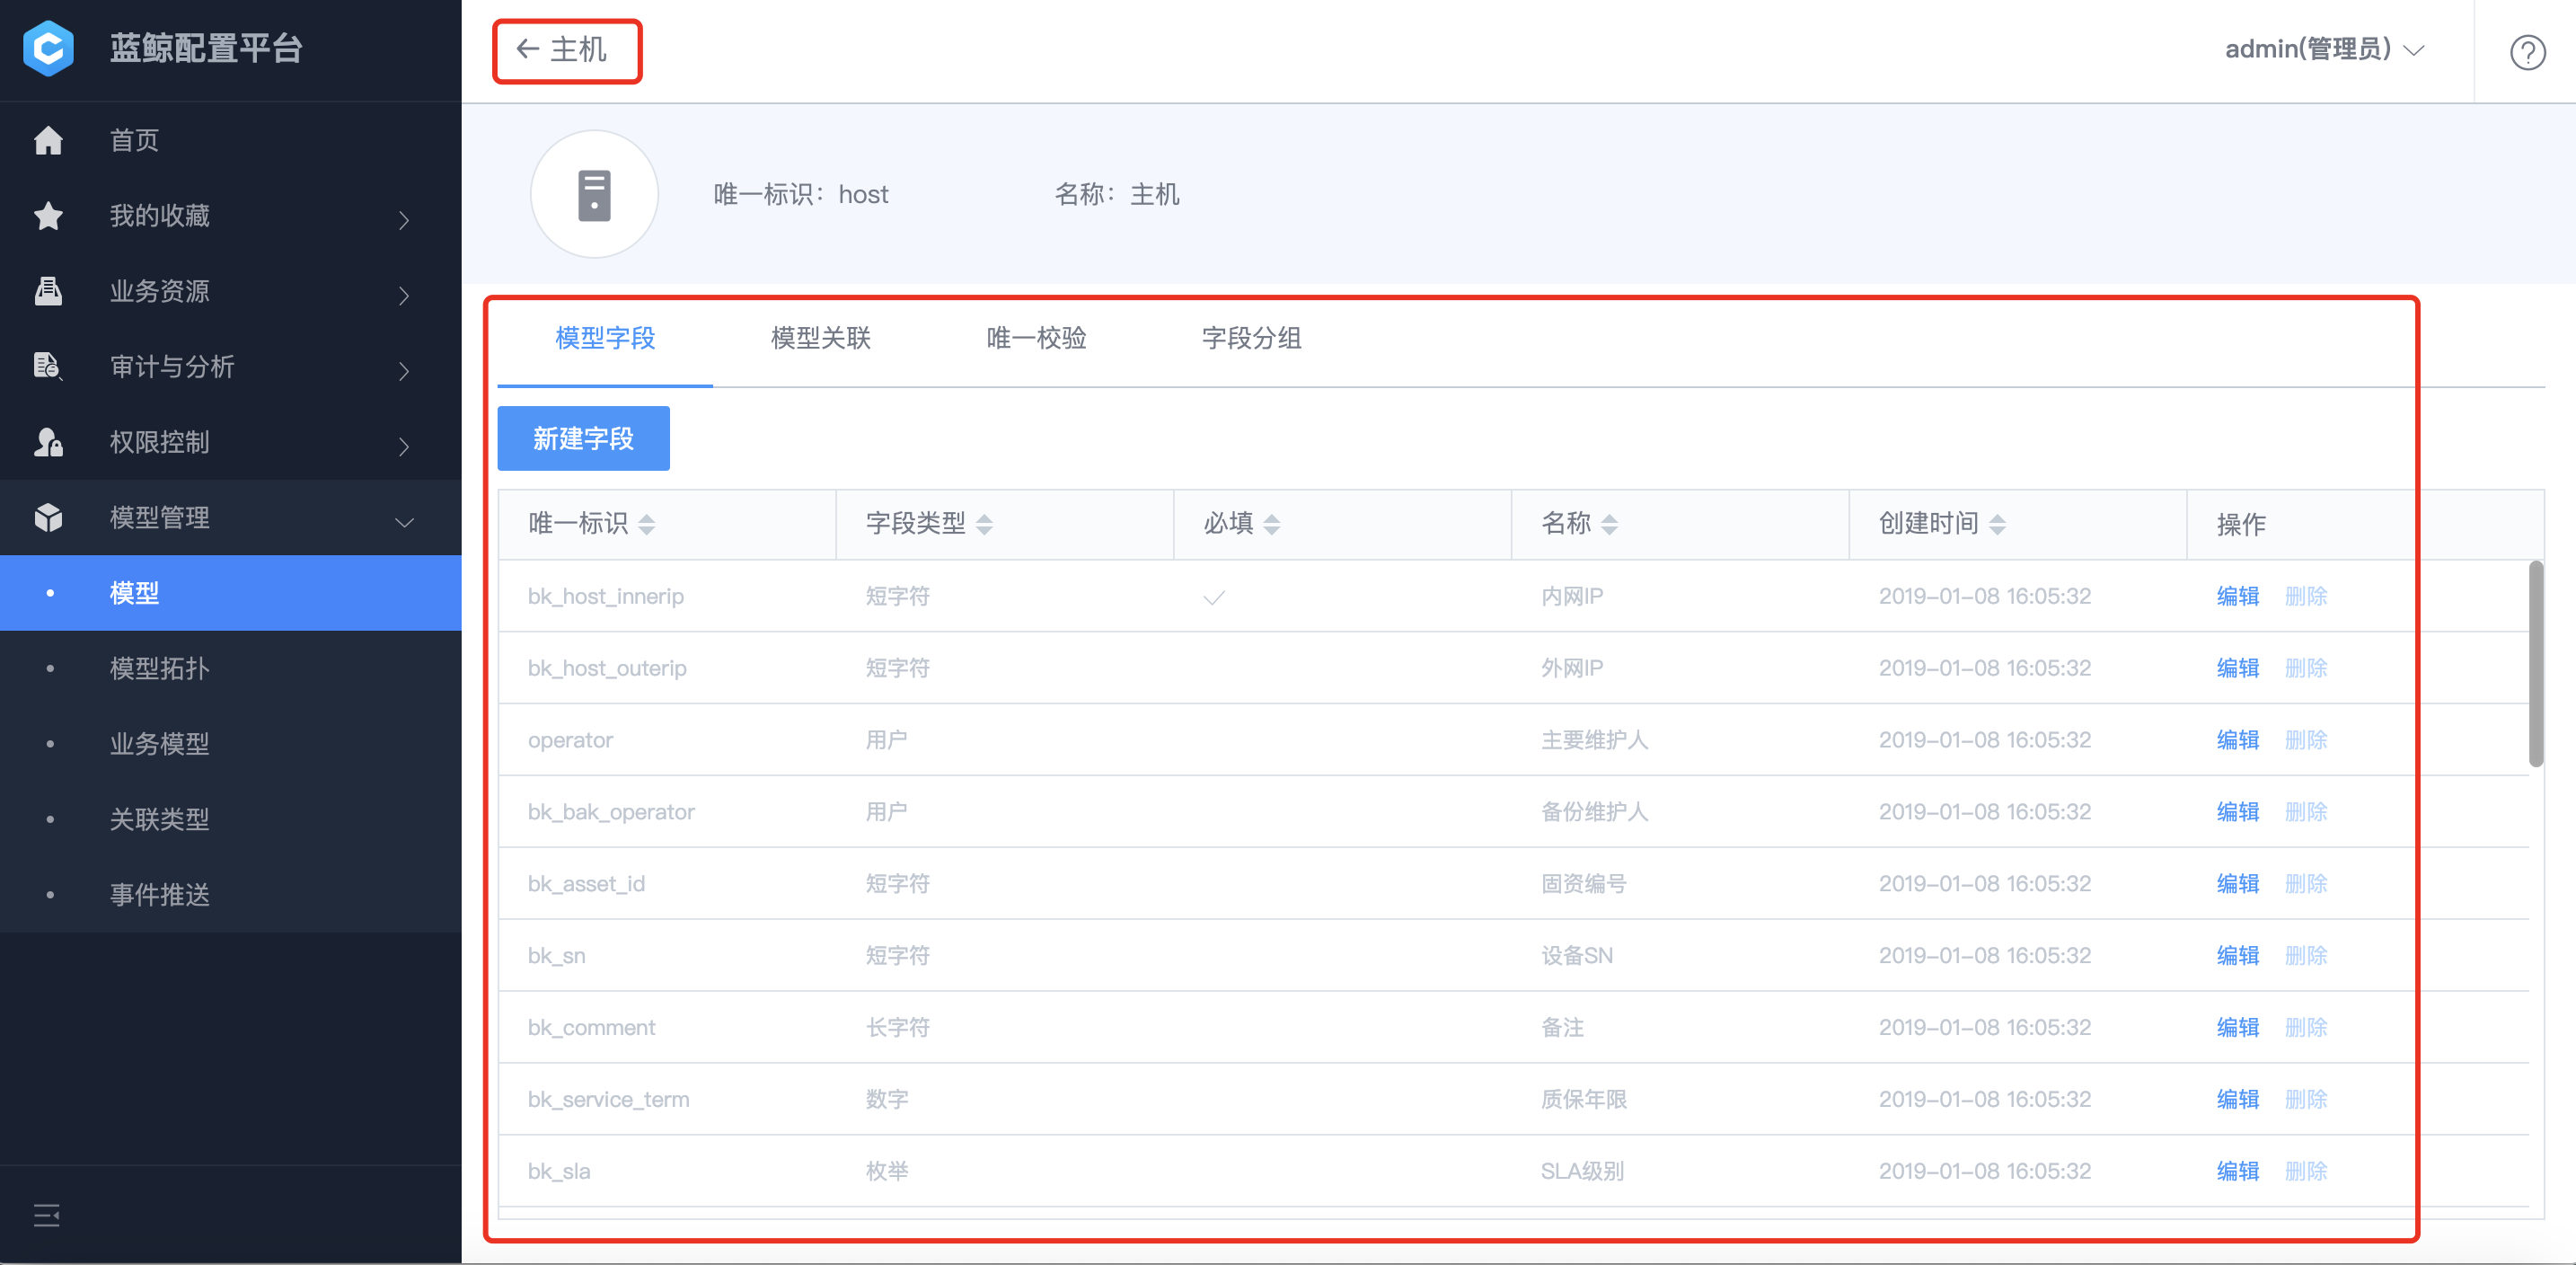 蓝鲸配置平台
首页
我的收藏
业务资源
审计与分析
权限控制
模型管理
模型
模型拓扑
业务模型
关联类型
事件推送
主机
admin(管理员)
唯一标识：host 名称：主机
模型字段 模型关联 唯一校验 字段分组
新建字段
唯一标识 字段类型 必填 名称 创建时间 操作
bk_host_innerip 短字符 内网IP 2019-01-08 16:05:32 编辑 删除
bk_host_outerip 短字符 外网IP 2019-01-08 16:05:32 编辑 删除
operator 用户 主要维护人 2019-01-08 16:05:32 编辑 删除
bk_bak_operator 用户 备份维护人 2019-01-08 16:05:32 编辑 删除
bk_asset_id 短字符 固资编号 2019-01-08 16:05:32 编辑 删除
bk_sn 短字符 设备SN 2019-01-08 16:05:32 编辑 删除
bk_comment 长字符 备注 2019-01-08 16:05:32 编辑 删除
bk_service_term 数字 质保年限 2019-01-08 16:05:32 编辑 删除
bk_sla 枚举 SLA级别 2019-01-08 16:05:32 编辑 删除